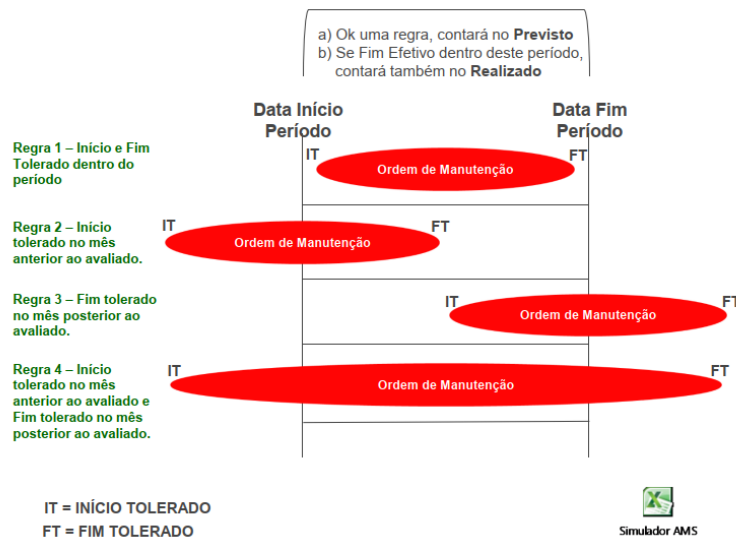 a) Ok uma regra, contará no Previsto
b) Se Fim Efetivo dentro deste período,
contará também no Realizado
Data Início
Período
Data Fim
Período
Regra 1 – Início e Fim
Tolerado dentro do
período
IT
Ordem de Manutenção
FT
Regra 2 – Início
tolerado no mês
anterior ao avaliado.
IT
Ordem de Manutenção
FT
Regra 3 – Fim tolerado
no mês posterior ao
avaliado.
IT
Ordem de Manutenção
FT
Regra 4 – Início
tolerado no mês
anterior ao avaliado e
Fim tolerado no mês
posterior ao avaliado.
IT
Ordem de Manutenção
FT
IT = INÍCIO TOLERADO
FT = FIM TOLERADO
Simulador AMS